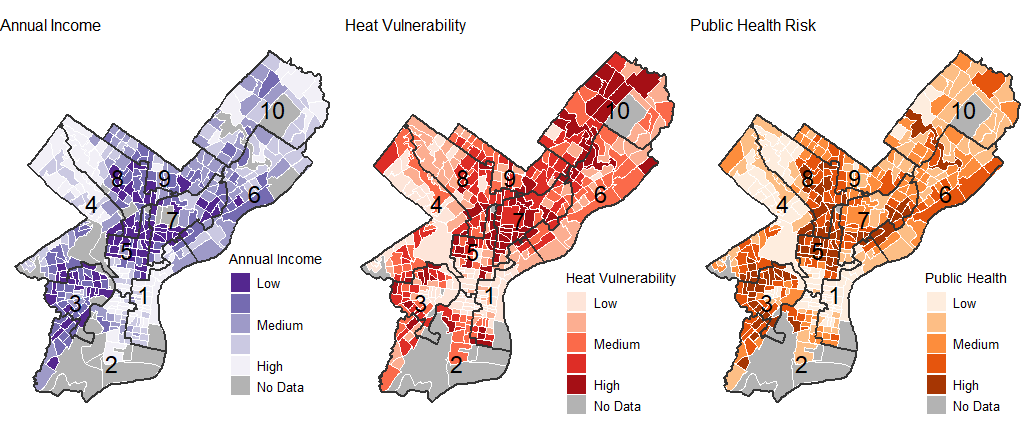 Annual Income
Heat Vulnerability
Public Health Risk
10
8
9
4
6
7
5
3
1
2
Annual Income
Low
Medium
High
No Data
10
8
9
4
6
7
5
3
1
2
Heat Vulnerability
Low
Medium
High
No Data
10
8
9
4
6
7
5
3
1
2
Public Health
Low
Medium
High
No Data